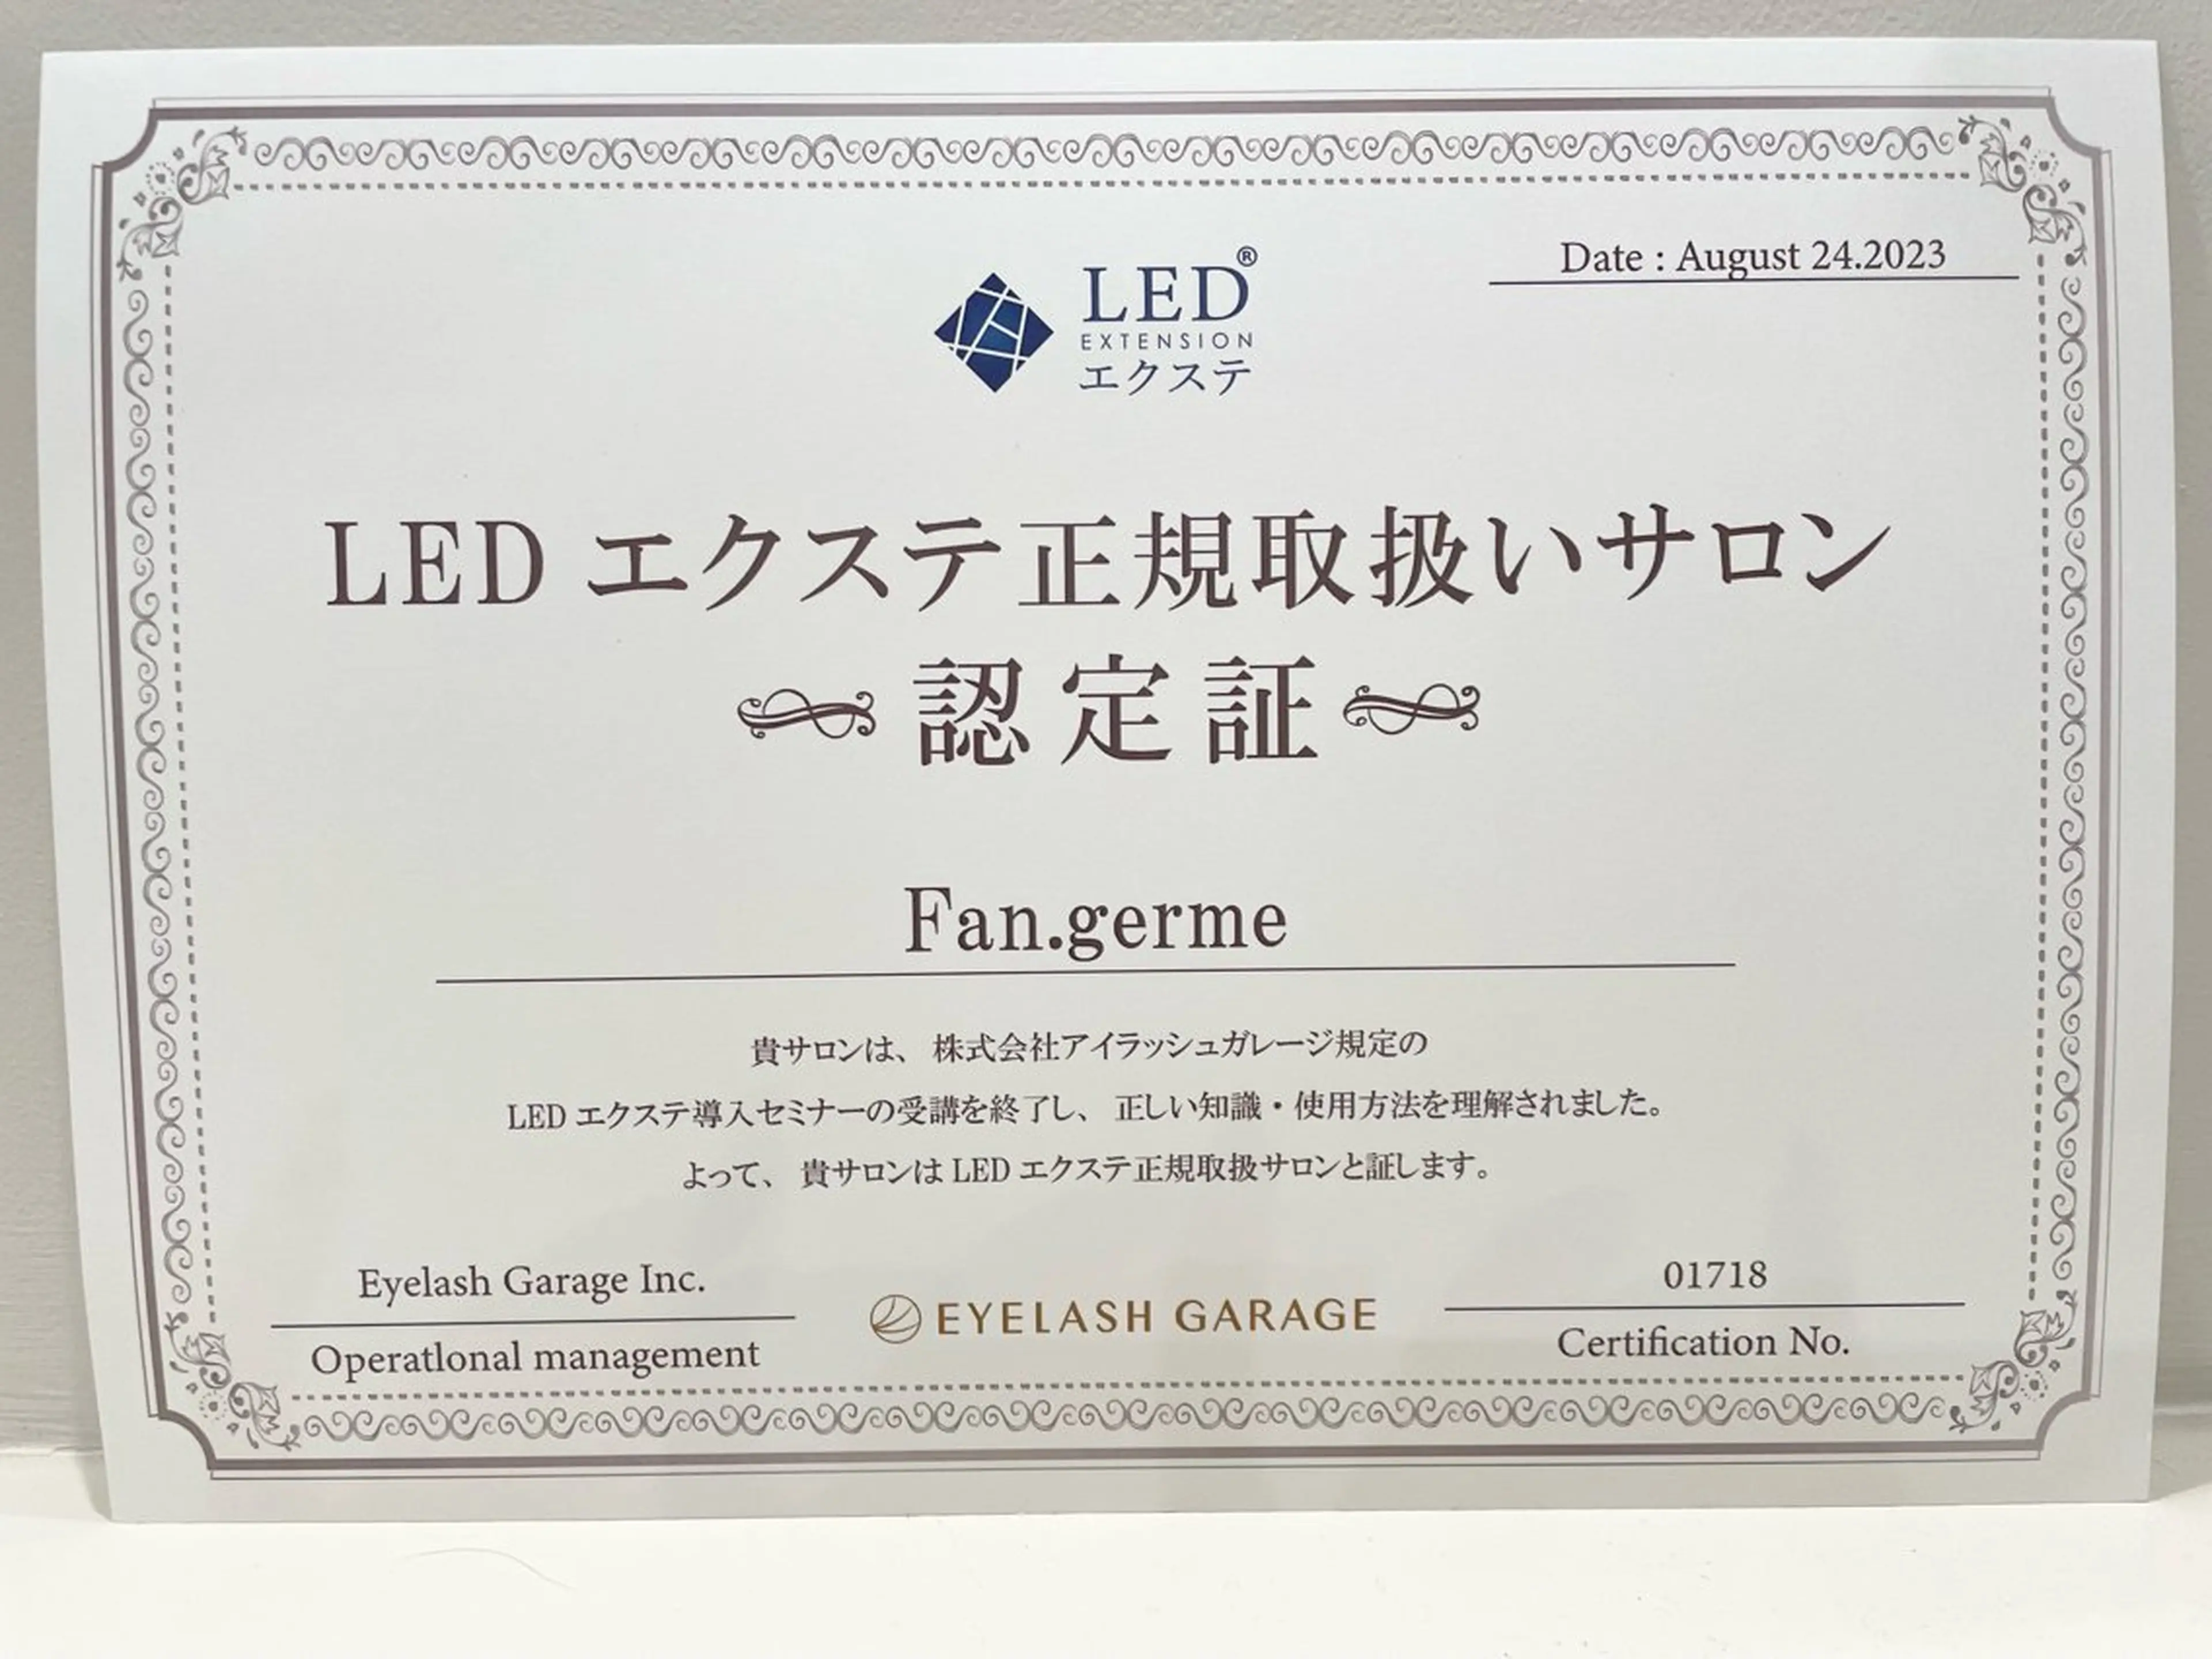 Date : August 24.2023
LED®
EXTENSION
エクステ
LED エクステ正規取扱いサロン
認定証
Fan.germe
貴サロンは、株式会社アイラッシュガレージ規定の
LED エクステ導入セミナーの受講を終了し、正しい知識・使用方法を理解されました。
よって、貴サロンは LED エクステ正規取扱サロンと証します。
Eyelash Garage Inc.
Operatlonal management
EYELASH GARAGE
01718
Certification No.